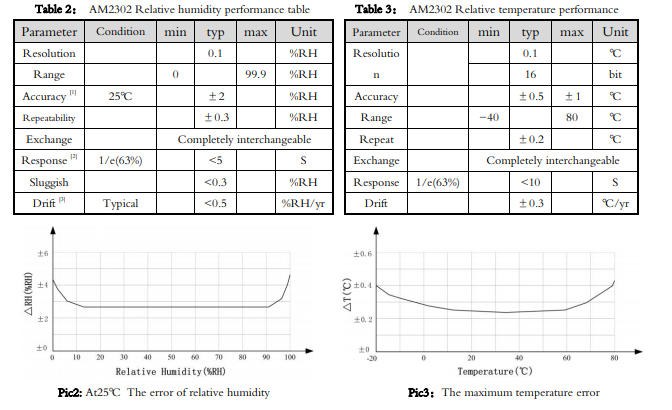 Table 2: AM2302 Relative humidity performance table
Parameter Condition min typ max Unit
Resolution 0.1 %RH
Range 0 99.9 %RH
Accuracy [1] 25℃ ±2 %RH
Repeatability ±0.3 %RH
Exchange Completely interchangeable
Response [2] 1/e(63%) <5 S
Sluggish <0.3 %RH
Drift [3] Typical <0.5 %RH/yr
Table 3: AM2302 Relative temperature performance
Parameter Condition min typ max Unit
Resolutio 0.1 ℃
n 16 bit
Accuracy ±0.5 ±1 ℃
Range −40 80 ℃
Repeat ±0.2 ℃
Exchange Completely interchangeable
Response 1/e(63%) <10 S
Drift ±0.3 ℃/yr
△RH(%RH)
±6
±4
±2
±0
0 10 20 30 40 50 60 70 80 90 100
Relative Humidity(%RH)
Pic2: At25℃ The error of relative humidity
△T(℃)
±0.6
±0.4
±0.2
±0
-20 0 20 40 60 80
Temperature(℃)
Pic3: The maximum temperature error